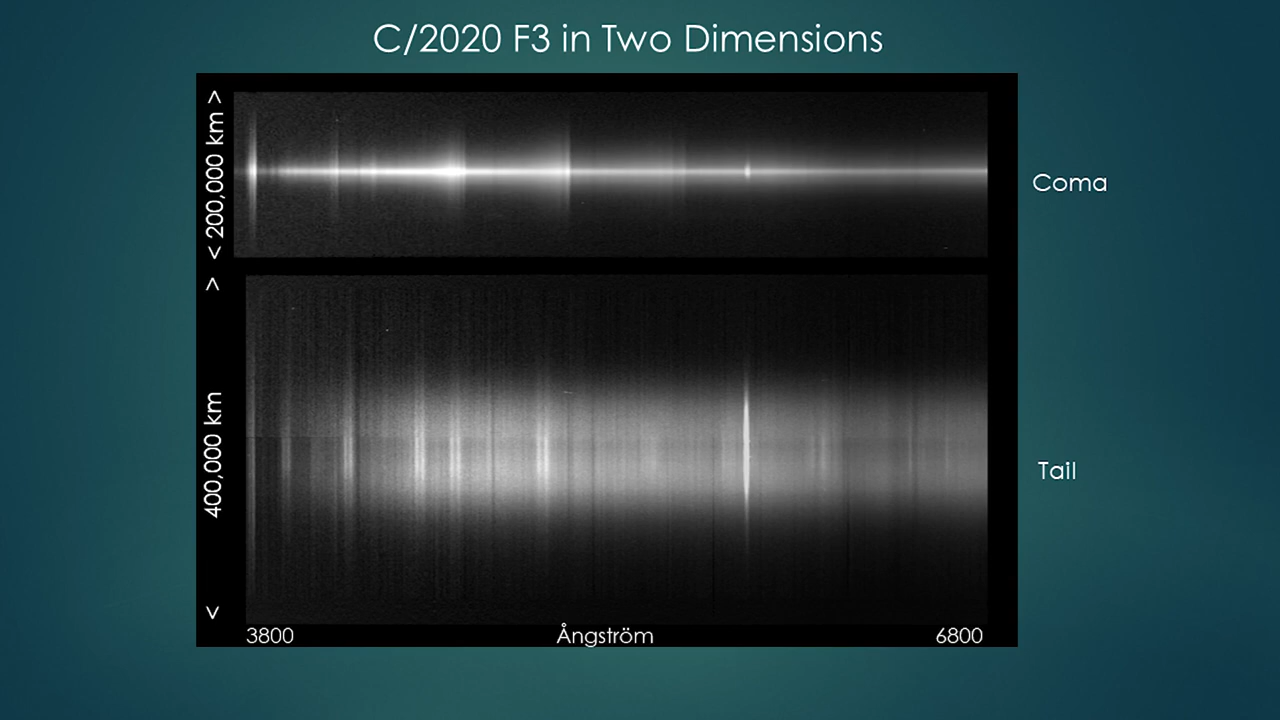 C/2020 F3 in Two Dimensions
< 200,000 km >
Coma
< 400,000 km >
Tail
3800 Ångström 6800